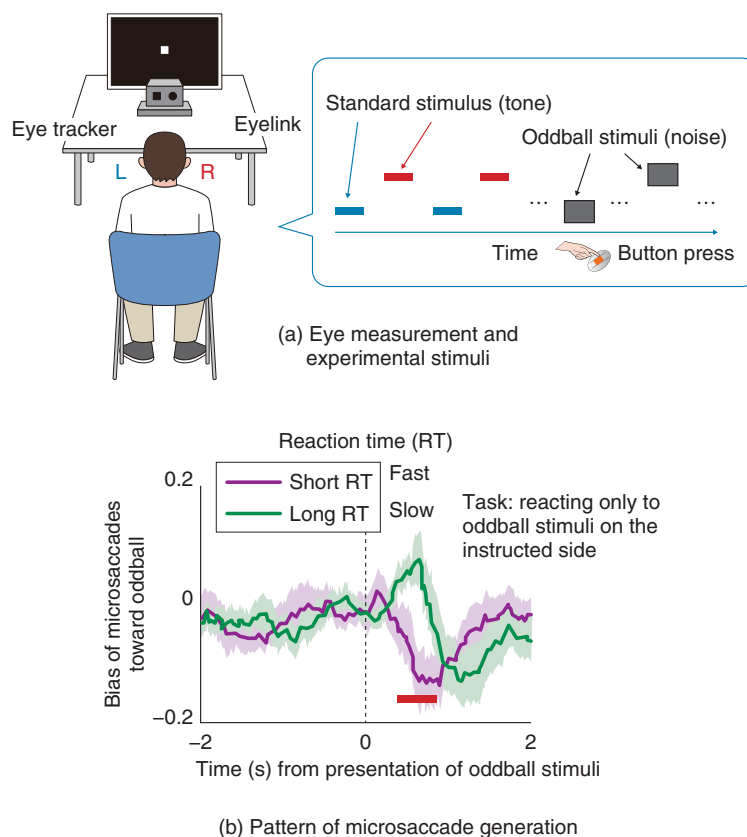 Eye tracker
Eyelink
L
R
Standard stimulus (tone)
Oddball stimuli (noise)
... ... ...
Time
Button press
(a) Eye measurement and
experimental stimuli
Reaction time (RT)
Short RT
Fast
Long RT
Slow
Task: reacting only to
oddball stimuli on the
instructed side
Bias of microsaccades
toward oddball
0.2
0
−0.2
−2
0
2
Time (s) from presentation of oddball stimuli
(b) Pattern of microsaccade generation